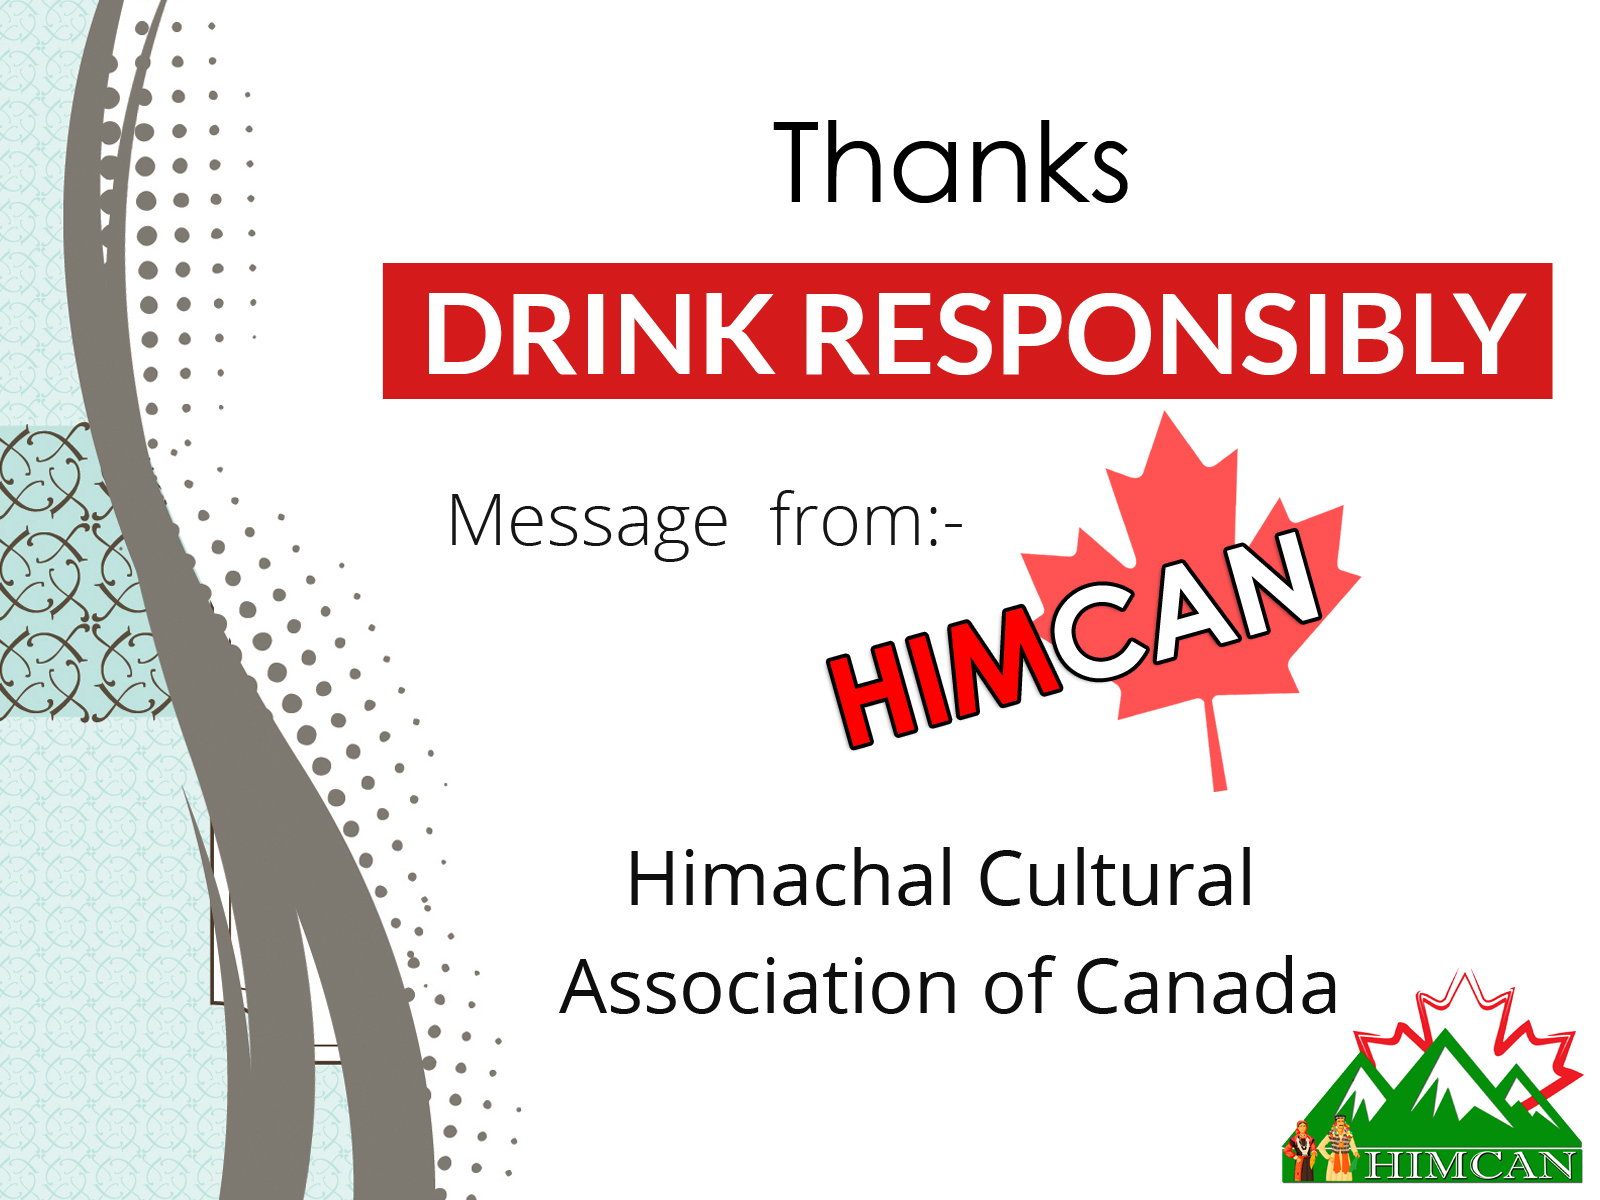 Thanks
DRINK RESPONSIBLY
Message from:-
HIMCAN
Himachal Cultural
Association of Canada
HIMCAN